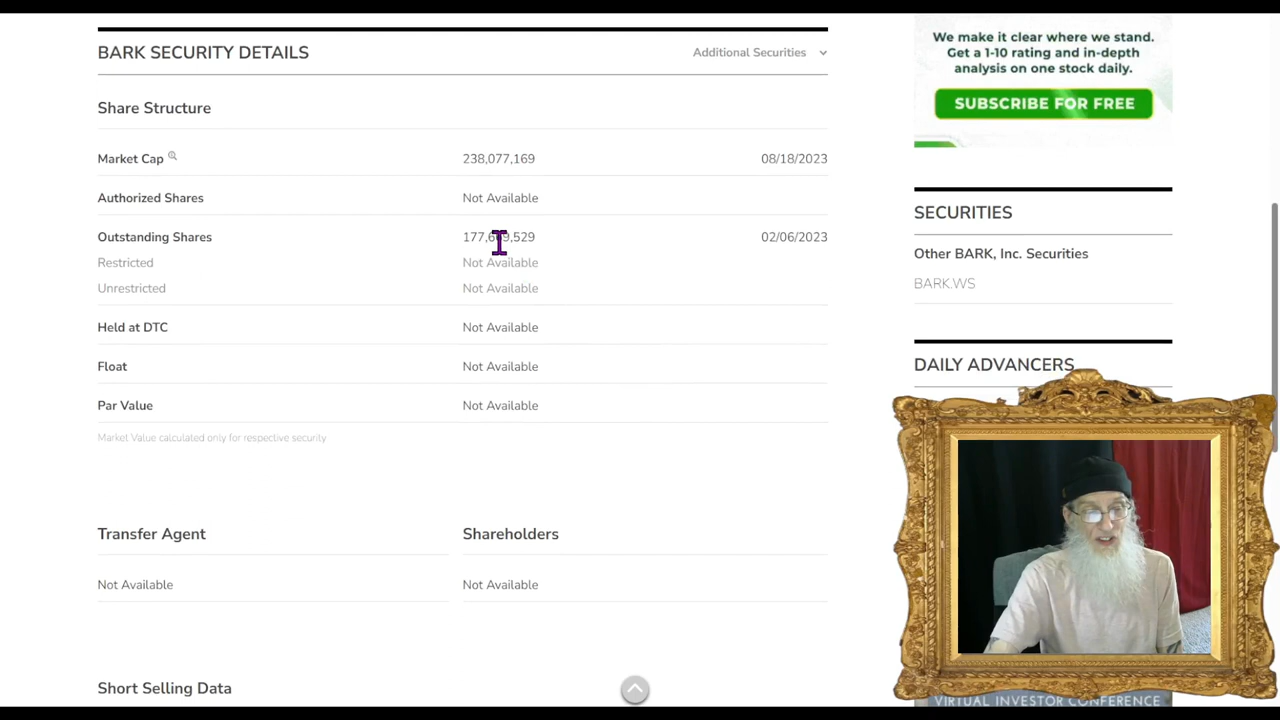 BARK SECURITY DETAILS
Additional Securities
Share Structure
Market Cap 238,077,169 08/18/2023
Authorized Shares Not Available
Outstanding Shares 02/06/2023
Restricted Not Available
Unrestricted Not Available
Held at DTC Not Available
Float Not Available
Par Value Not Available
Market Value calculated only for respective security
Transfer Agent
Not Available
Shareholders
Not Available
Short Selling Data
We make it clear where we stand.
Get a 1-10 rating and in-depth
analysis on one stock daily.
SUBSCRIBE FOR FREE
SECURITIES
Other BARK, Inc. Securities
BARK.WS
DAILY ADVANCERS
VIRTUAL INVESTOR CONFERENCE